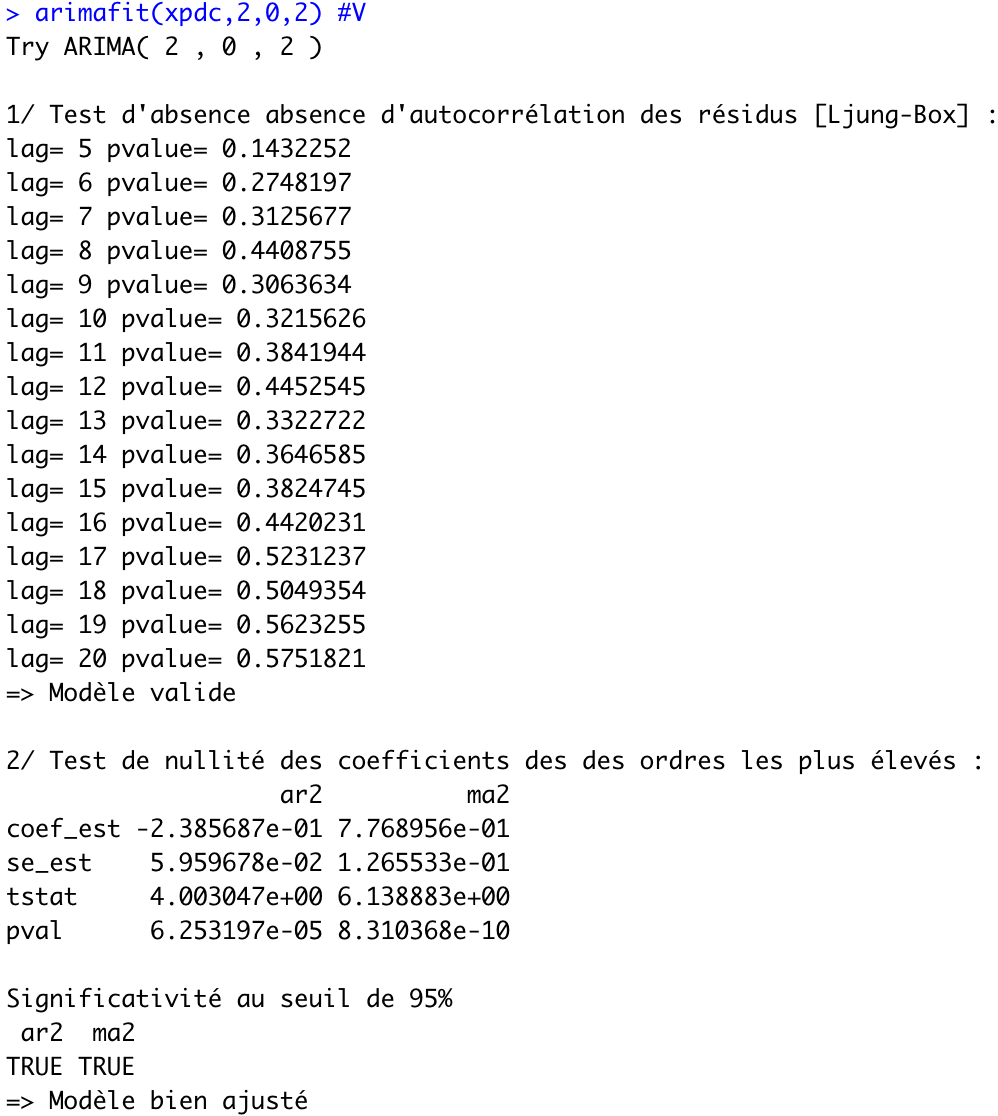 > arimafit(xpdc,2,0,2) #V
Try ARIMA( 2 , 0 , 2 )
1/ Test d'absence absence d'autocorrélation des résidus [Ljung-Box] :
lag= 5 pvalue= 0.1432252
lag= 6 pvalue= 0.2748197
lag= 7 pvalue= 0.3125677
lag= 8 pvalue= 0.4408755
lag= 9 pvalue= 0.3063634
lag= 10 pvalue= 0.3215626
lag= 11 pvalue= 0.3841944
lag= 12 pvalue= 0.4452545
lag= 13 pvalue= 0.3322722
lag= 14 pvalue= 0.3646585
lag= 15 pvalue= 0.3824745
lag= 16 pvalue= 0.4420231
lag= 17 pvalue= 0.5231237
lag= 18 pvalue= 0.5049354
lag= 19 pvalue= 0.5623255
lag= 20 pvalue= 0.5751821
=> Modèle valide
2/ Test de nullité des coefficients des des ordres les plus élevés :
ar2 ma2
coef_est -2.385687e-01 7.768956e-01
se_est 5.959678e-02 1.265533e-01
tstat 4.003047e+00 6.138883e+00
pval 6.253197e-05 8.310368e-10
Significativité au seuil de 95%
ar2 ma2
TRUE TRUE
=> Modèle bien ajusté